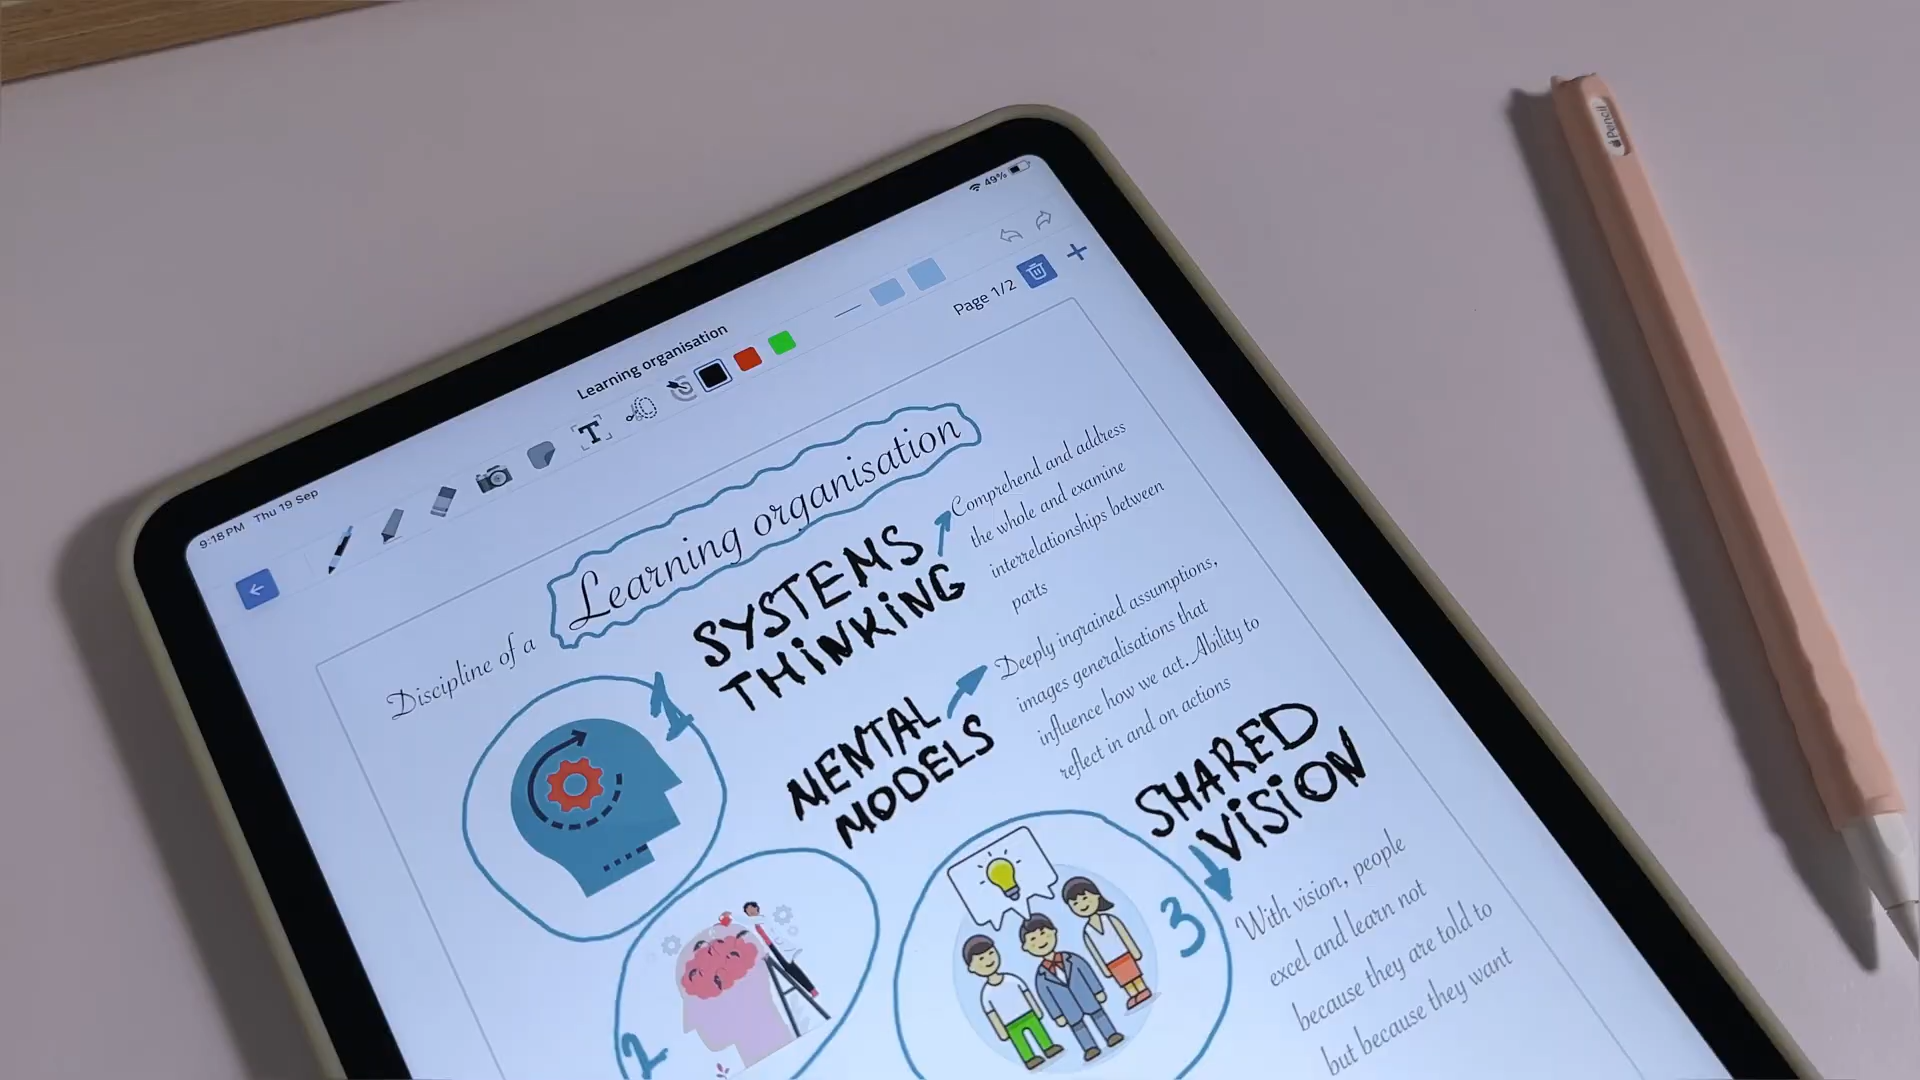 Pencil
49%
9:18 PM Thu 19 Sep
Learning organisation
Page 1/2
T
Discipline of a Learning organisation
1
SYSTEMS
THINKING
Comprehend and address
the whole and examine
interrelationships between
parts
MENTAL
MODELS
Deeply ingrained assumptions,
images generalisations that
influence how we act. Ability to
reflect in and on actions
2
SHARED
VISION
3
With vision, people
excel and learn not
because they are told to
but because they want